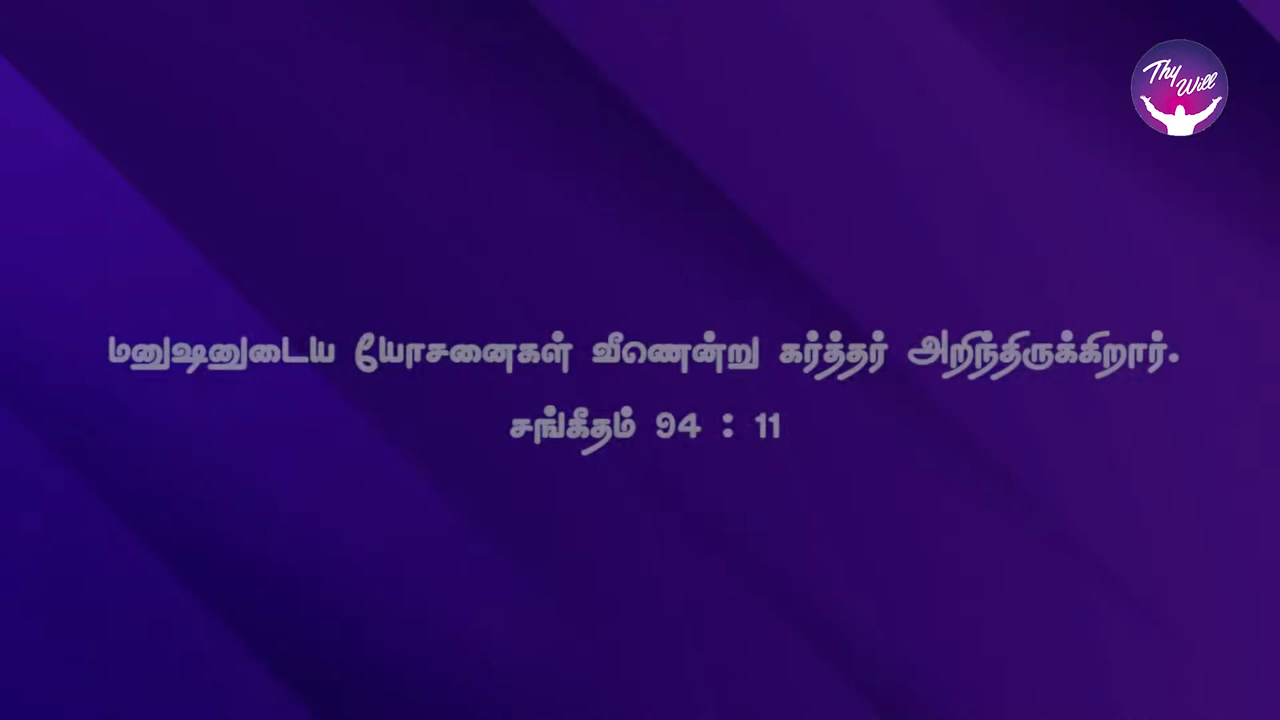 Thy
Will
மனுஷனுடைய யோசனைகள் வீணென்று கர்த்தர் அறிந்திருக்கிறார்.
சங்கீதம் 94 : 11